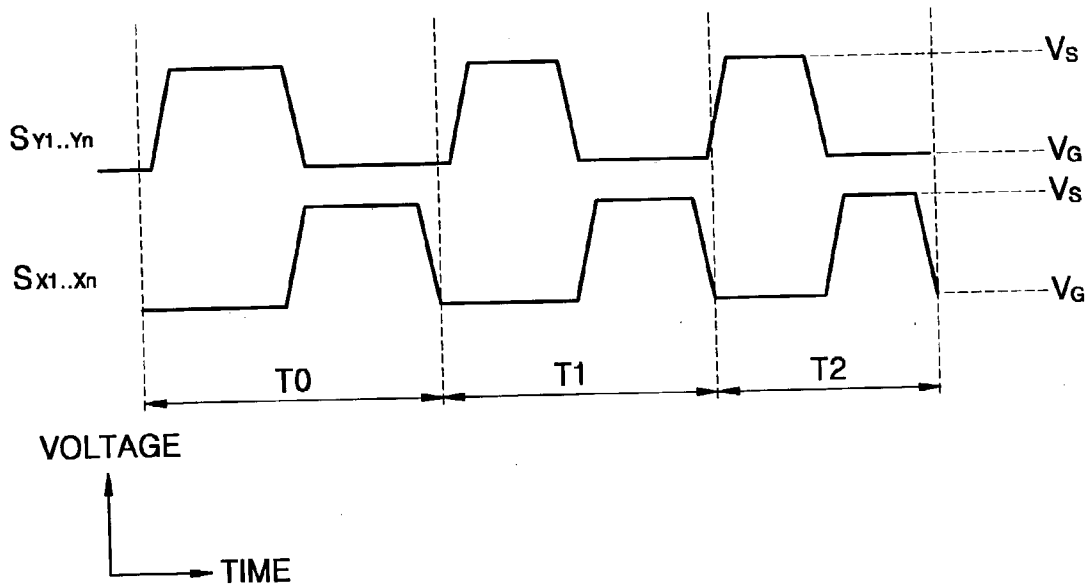 VS
SY1..Yn
VG
VS
SX1..Xn
VG
T0 T1 T2
VOLTAGE
TIME